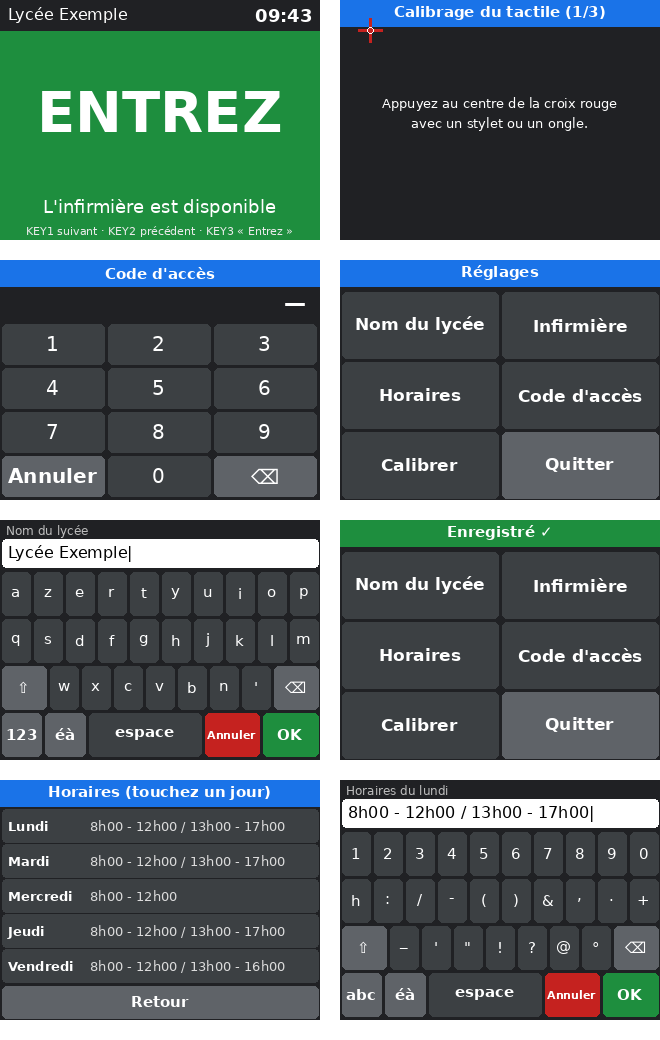 Lycée Exemple 09:43
ENTREZ
L'infirmière est disponible
KEY1 suivant · KEY2 précédent · KEY3 « Entrez »
Calibrage du tactile (1/3)
Appuyez au centre de la croix rouge
avec un stylet ou un ongle.
Code d'accès
_
1 2 3
4 5 6
7 8 9
Annuler 0 ⌫
Réglages
Nom du lycée Infirmière
Horaires Code d'accès
Calibrer Quitter
Nom du lycée
Lycée Exemple|
a z e r t y u i o p
q s d f g h j k l m
⇧ w x c v b n ' ⌫
123 éà espace Annuler OK
Enregistré ✓
Nom du lycée Infirmière
Horaires Code d'accès
Calibrer Quitter
Horaires (touchez un jour)
Lundi 8h00 - 12h00 / 13h00 - 17h00
Mardi 8h00 - 12h00 / 13h00 - 17h00
Mercredi 8h00 - 12h00
Jeudi 8h00 - 12h00 / 13h00 - 17h00
Vendredi 8h00 - 12h00 / 13h00 - 16h00
Retour
Horaires du lundi
8h00 - 12h00 / 13h00 - 17h00|
1 2 3 4 5 6 7 8 9 0
h : / - ( ) & , . +
⇧ – ' " ! ? @ ° ⌫
abc éà espace Annuler OK